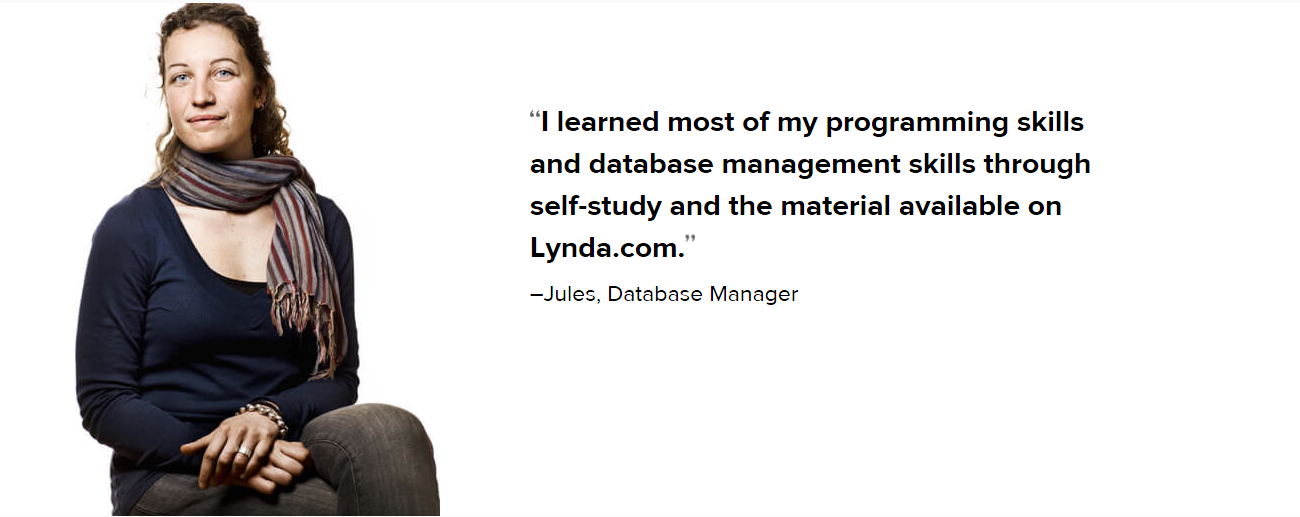 “I learned most of my programming skills
and database management skills through
self-study and the material available on
Lynda.com.”
–Jules, Database Manager